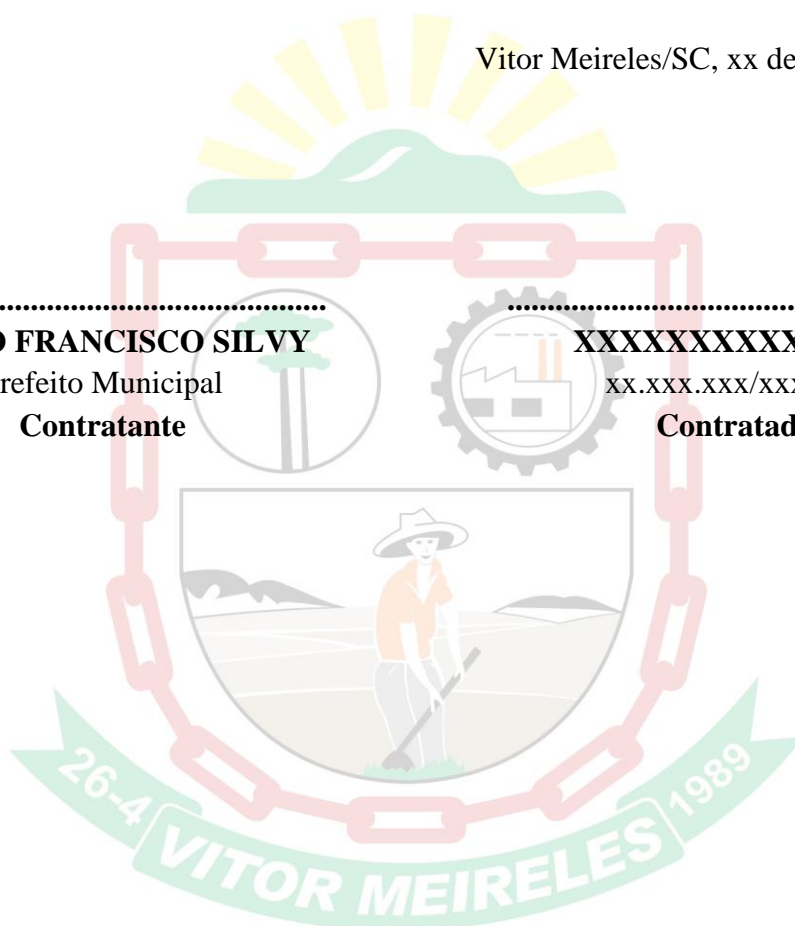 Vitor Meireles/SC, xx de
........................................ ....................................
O FRANCISCO SILVY XXXXXXXXXX
refeito Municipal xx.xxx.xxx/xxx
Contratante Contratad
26-4 VITOR MEIRELES 1989